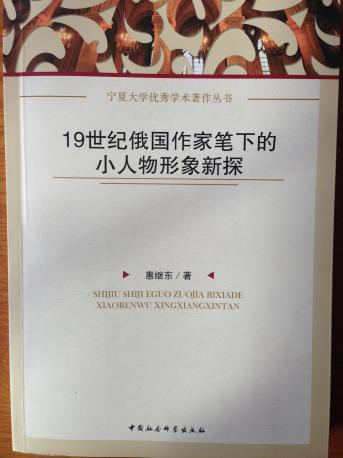 宁夏大学优秀学术著作丛书
19世纪俄国作家笔下的
小人物形象新探
惠继东/著
SHIJIU SHIJI EGUO ZUOJIA BIXIADE
XIAORENWU XINGXIANGXINTAN
中国社会科学出版社